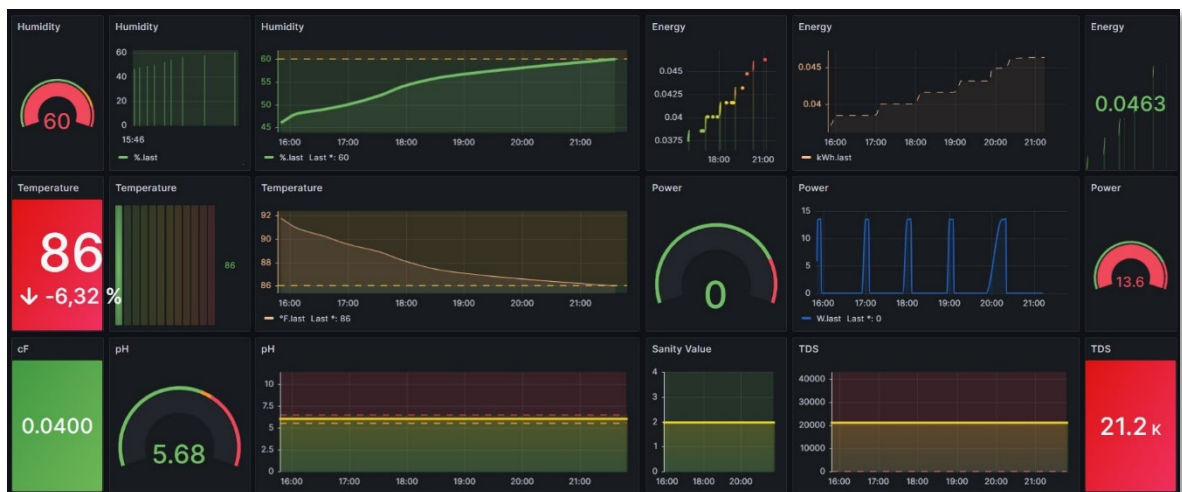 Humidity
60
Humidity
60
40
20
0
15:46
%.last
Humidity
60
55
50
45
16:00 17:00 18:00 19:00 20:00 21:00
%.last Last *: 60
Energy
0.045
0.0425
0.04
0.0375
18:00 21:00
Energy
0.045
0.04
16:00 17:00 18:00 19:00 20:00 21:00
kWh.last
Energy
0.0463
Temperature
86
↓ -6,32 %
Temperature
86
Temperature
92
90
88
86
16:00 17:00 18:00 19:00 20:00 21:00
°F.last Last *: 86
Power
0
Power
15
10
5
0
16:00 17:00 18:00 19:00 20:00 21:00
W.last Last *: 0
Power
13.6
cF
0.0400
pH
5.68
pH
10
7.5
5
2.5
0
16:00 17:00 18:00 19:00 20:00 21:00
Sanity Value
4
3
2
1
0
16:00 18:00 20:00
TDS
40000
30000
20000
10000
0
16:00 17:00 18:00 19:00 20:00 21:00
TDS
21.2 K